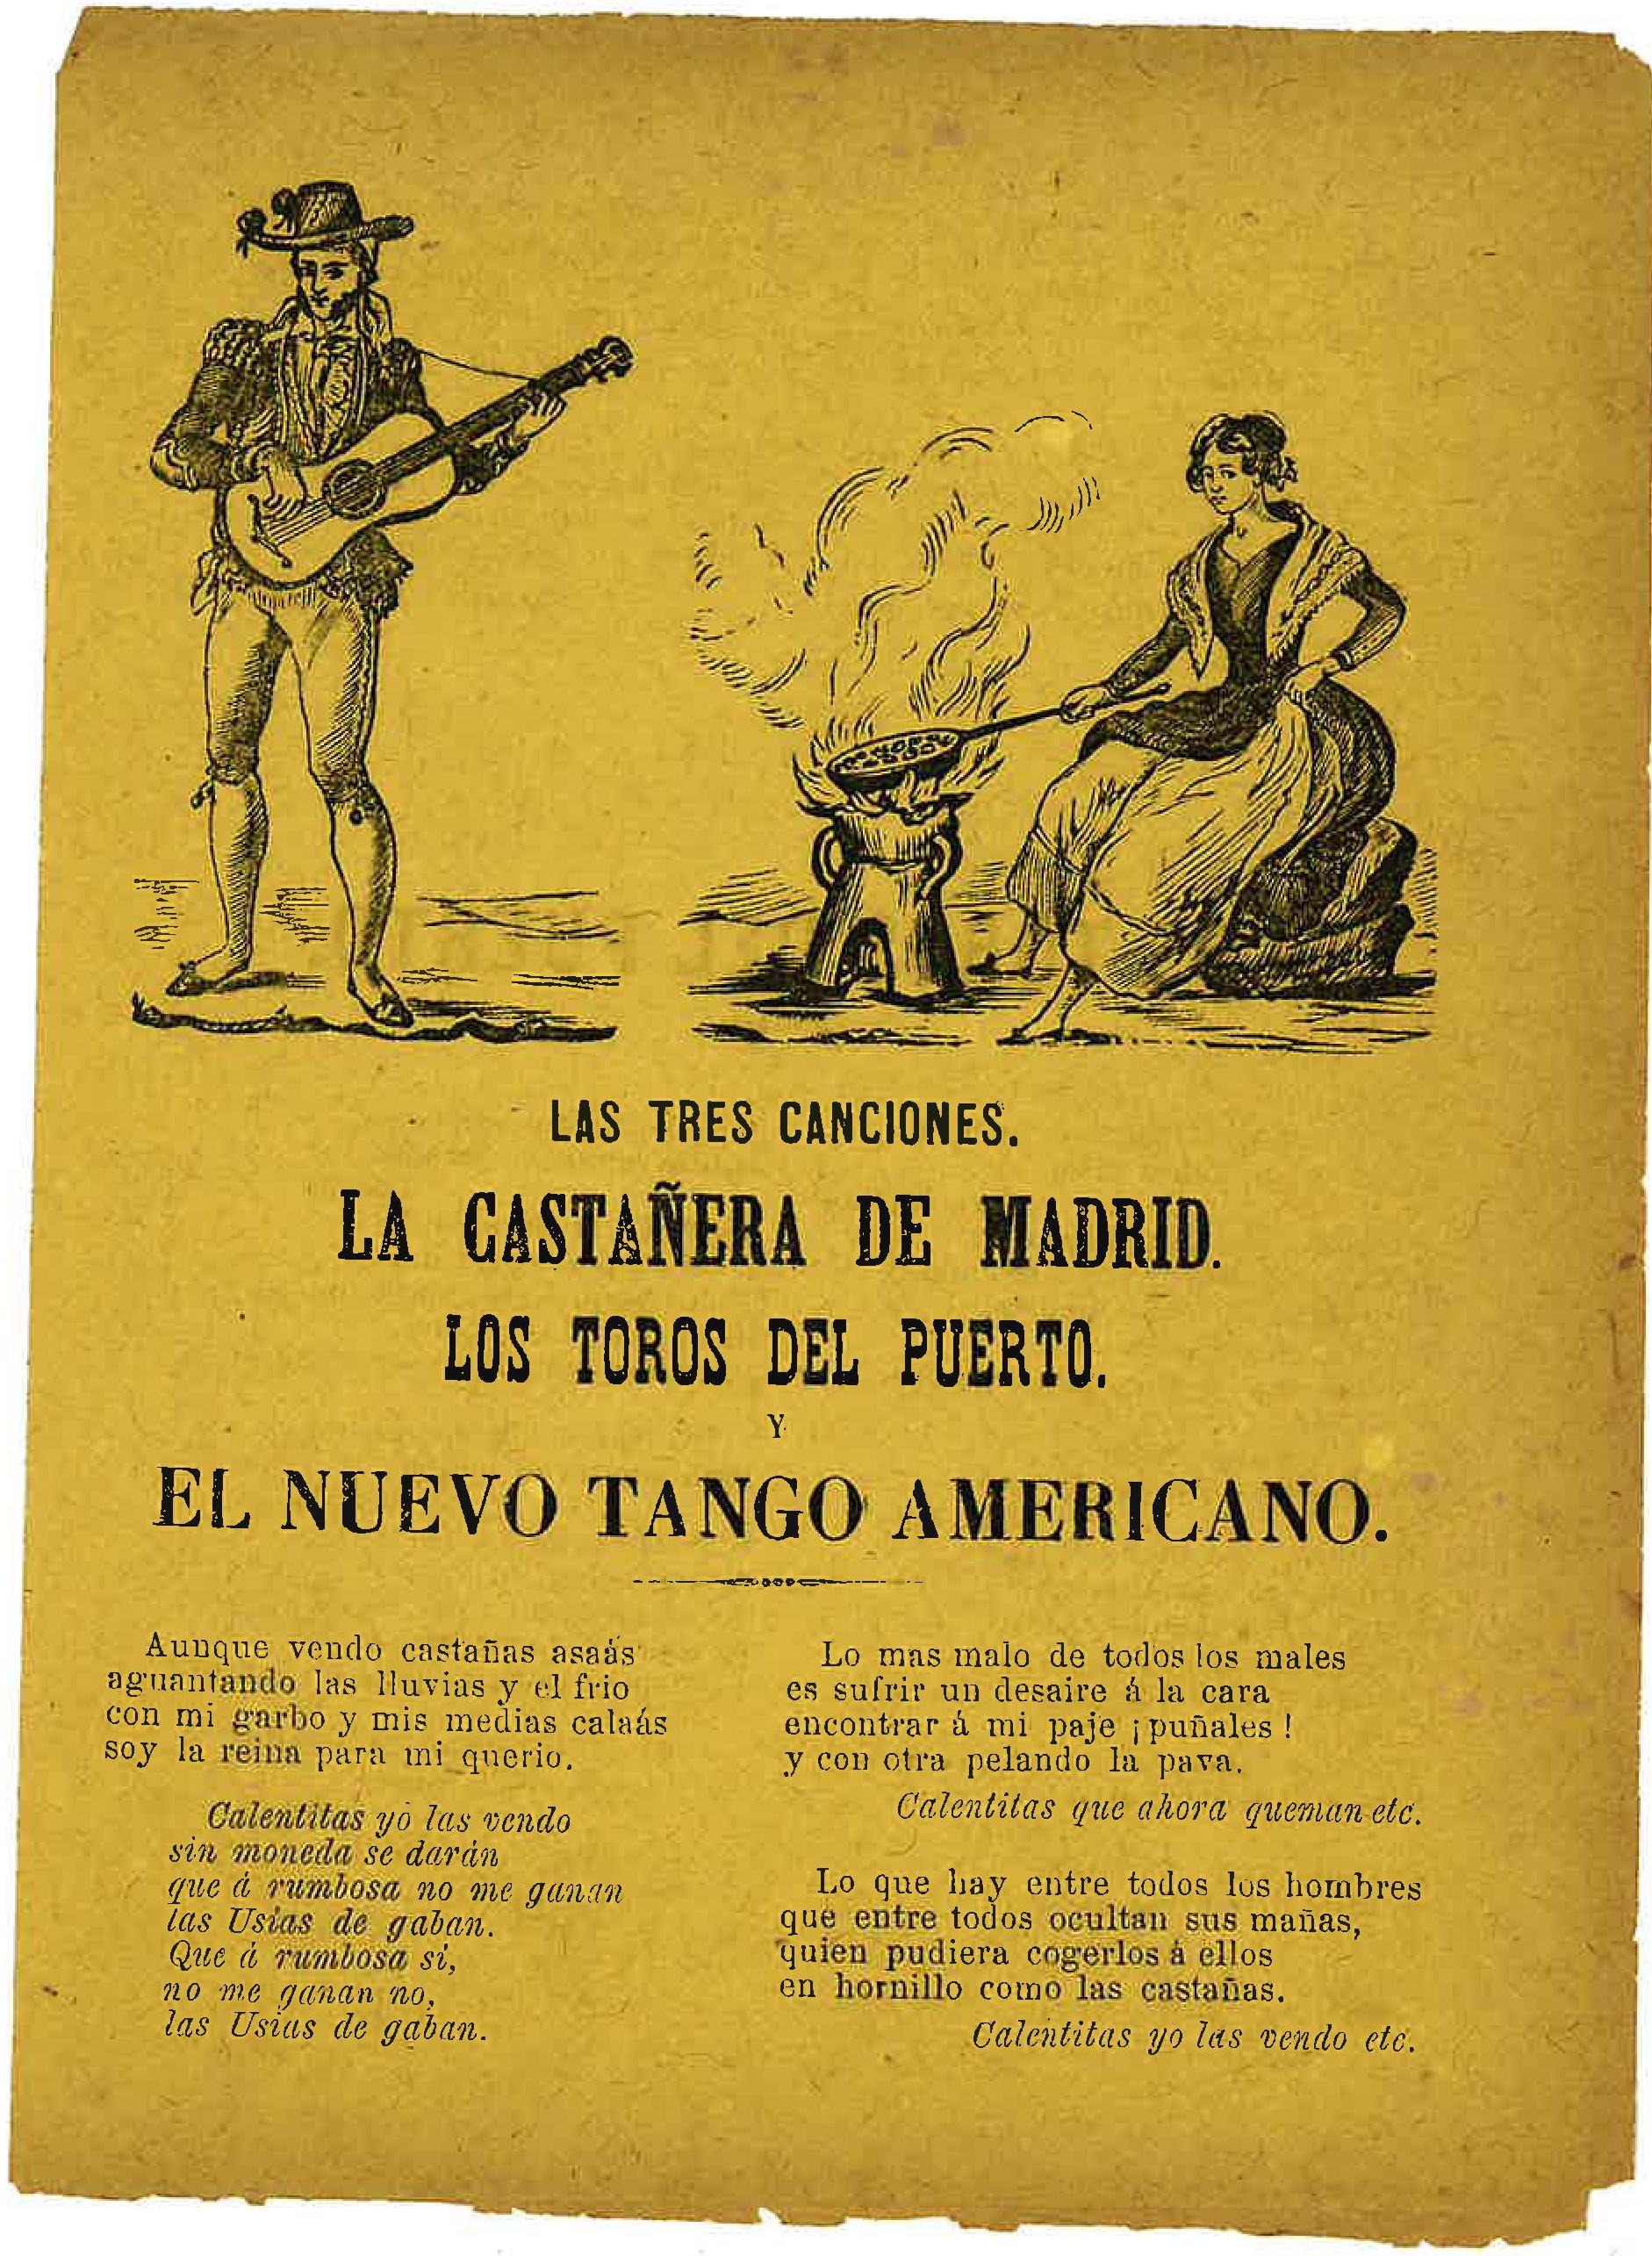 LAS TRES CANCIONES.
LA CASTAÑERA DE MADRID.
LOS TOROS DEL PUERTO.
Y
EL NUEVO TANGO AMERICANO.
Aunque vendo castañas asaás
aguantando las lluvias y el frio
con mi garbo y mis medias calaás
soy la reina para mi querio.
Calentitas yo las vendo
sin moneda se darán
que á rumbosa no me ganan
las Usias de gaban.
Que á rumbosa si,
no me ganan no,
las Usias de gaban.
Lo mas malo de todos los males
es sufrir un desaire á la cara
encontrar á mi paje ¡puñales!
y con otra pelando la pava.
Calentitas que ahora queman etc.
Lo que hay entre todos los hombres
que entre todos ocultan sus mañas,
quien pudiera cogerlos á ellos
en hornillo como las castañas.
Calentitas yo las vendo etc.